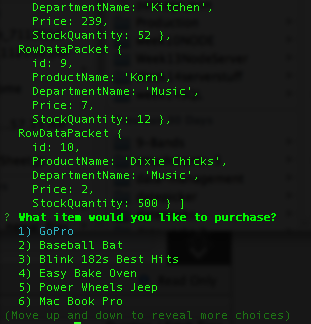 DepartmentName: 'Kitchen',
Price: 239,
StockQuantity: 52 },
RowDataPacket {
id: 9,
ProductName: 'Korn',
DepartmentName: 'Music',
Price: 7,
StockQuantity: 12 },
RowDataPacket {
id: 10,
ProductName: 'Dixie Chicks',
DepartmentName: 'Music',
Price: 2,
StockQuantity: 500 } ]
? What item would you like to purchase?
1) GoPro
2) Baseball Bat
3) Blink 182s Best Hits
4) Easy Bake Oven
5) Power Wheels Jeep
6) Mac Book Pro
(Move up and down to reveal more choices)